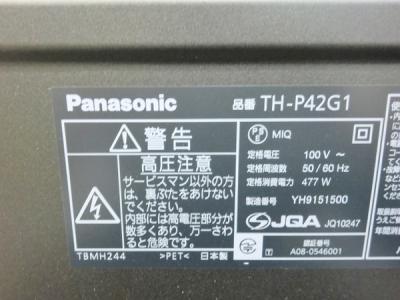 Panasonic
品番 TH-P42G1
警告
高圧注意
サービスマン以外の方
は、裏ぶたをあけない
でください。
内部には高電圧部分が
数多くあり、万一さわ
ると危険です。
TBMH244 >PET< 日本製
PSE MIQ
定格電圧 100 V ～
定格周波数 50 / 60 Hz
定格消費電力 477 W
製造番号 YH9151500
JQA JQ10247
認証番号
A08-0546001